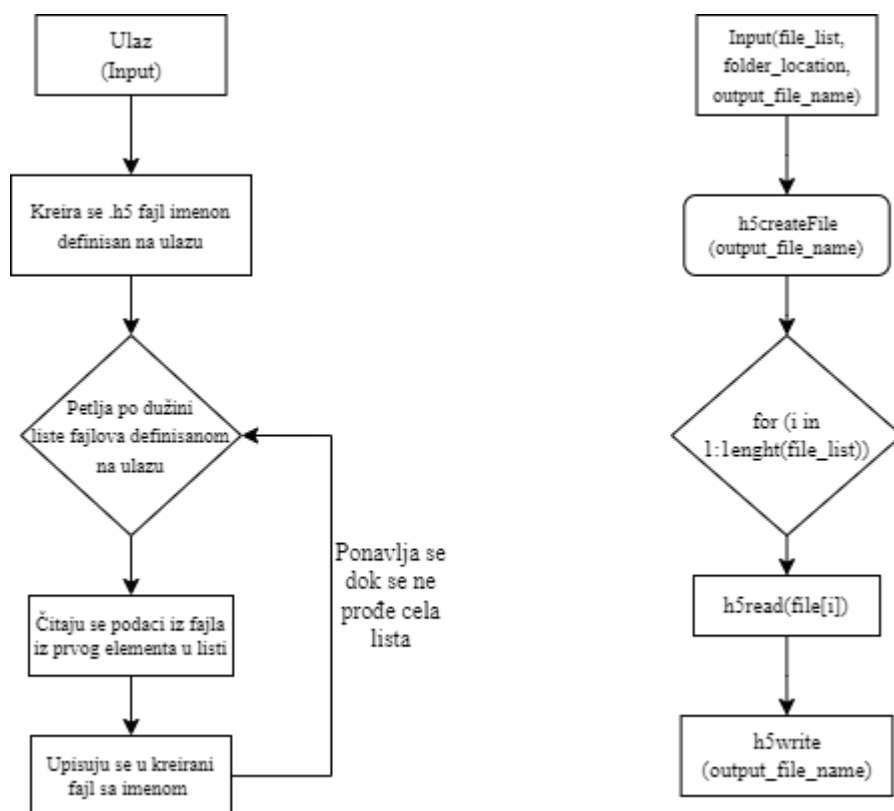 Ulaz
(Input)
Kreira se .h5 fajl imenon
definisan na ulazu
Petlja po dužini
liste fajlova definisanom
na ulazu
Ponavlja se
dok se ne
prođe cela
lista
Čitaju se podaci iz fajla
iz prvog elementa u listi
Upisuju se u kreirani
fajl sa imenom
Input(file_list,
folder_location,
output_file_name)
h5createFile
(output_file_name)
for (i in
1:1enght(file_list))
h5read(file[i])
h5write
(output_file_name)